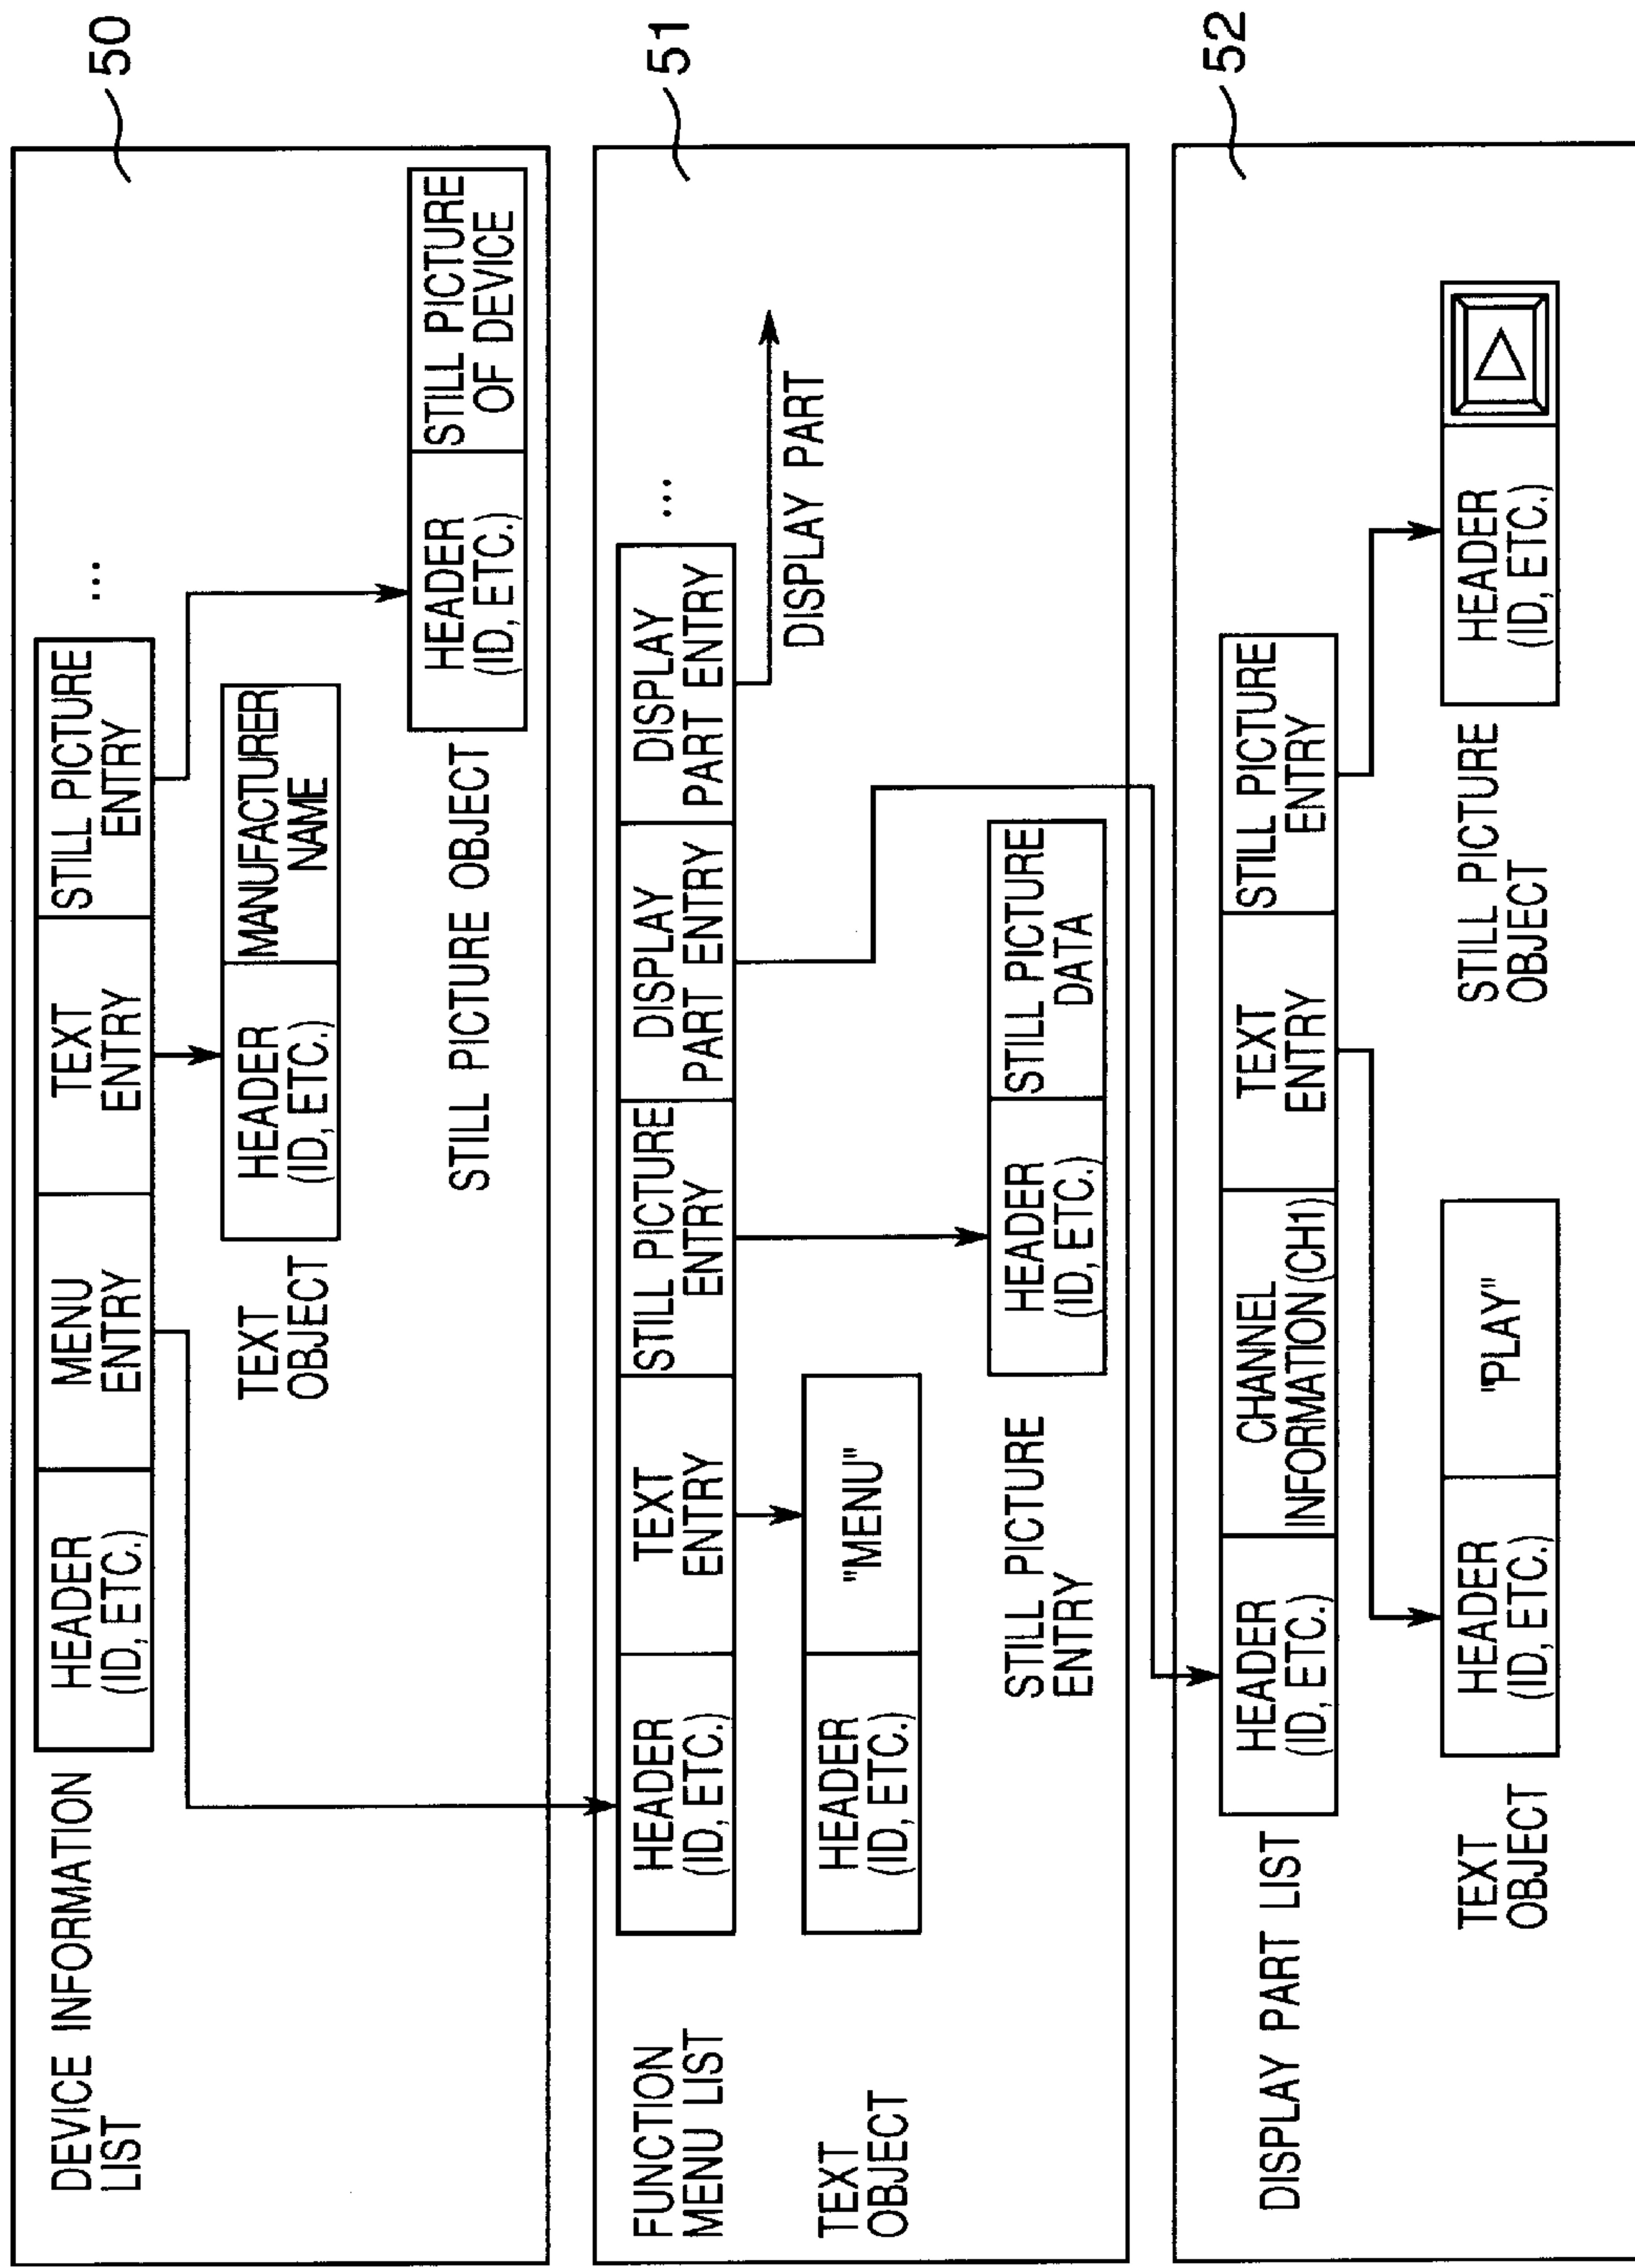 50
DEVICE INFORMATION
LIST
HEADER
(ID, ETC.)
MENU
ENTRY
TEXT
ENTRY
STILL PICTURE
ENTRY
...
TEXT
OBJECT
HEADER
(ID, ETC.)
MANUFACTURER
NAME
STILL PICTURE OBJECT
HEADER
(ID, ETC.)
STILL PICTURE
OF DEVICE
51
FUNCTION
MENU LIST
HEADER
(ID, ETC.)
TEXT
ENTRY
STILL PICTURE
ENTRY
DISPLAY
PART ENTRY
DISPLAY
PART ENTRY
...
DISPLAY PART
TEXT
OBJECT
HEADER
(ID, ETC.)
"MENU"
STILL PICTURE
ENTRY
HEADER
(ID, ETC.)
STILL PICTURE
DATA
52
DISPLAY PART LIST
HEADER
(ID, ETC.)
CHANNEL
INFORMATION (CH1)
TEXT
ENTRY
STILL PICTURE
ENTRY
TEXT
OBJECT
HEADER
(ID, ETC.)
"PLAY"
STILL PICTURE
OBJECT
HEADER
(ID, ETC.)